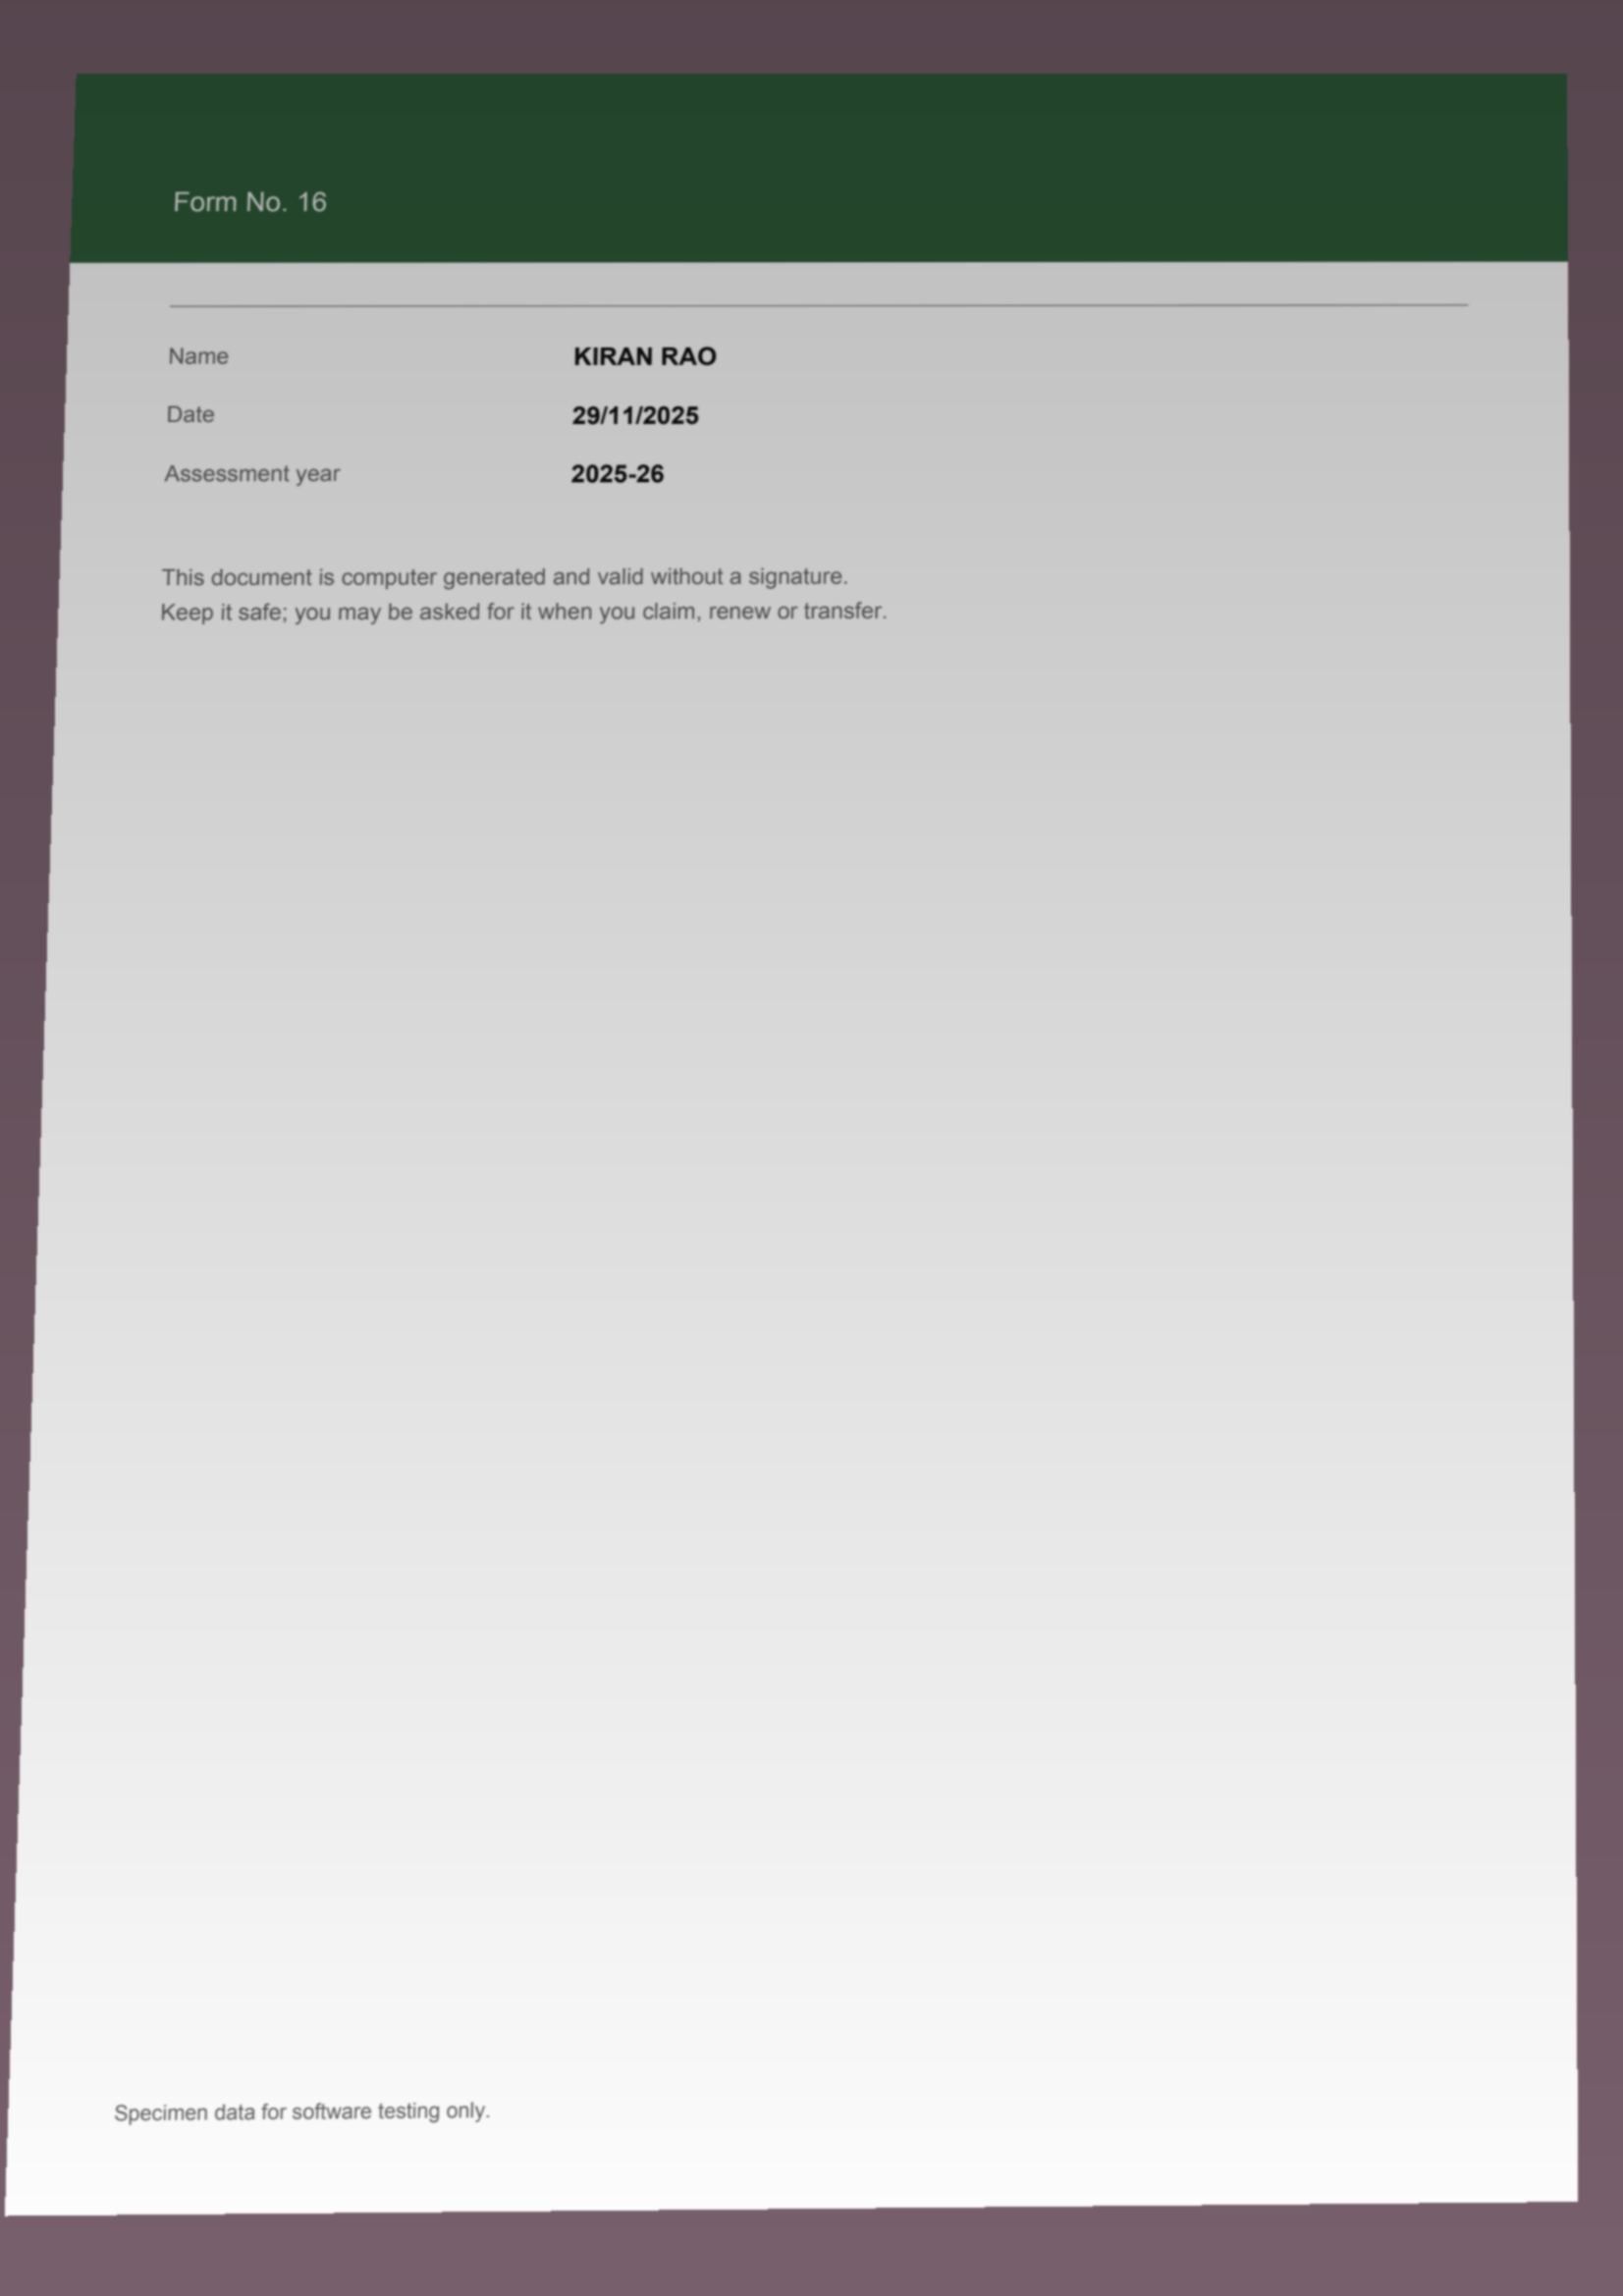 Form No. 16
Name KIRAN RAO
Date 29/11/2025
Assessment year 2025-26
This document is computer generated and valid without a signature.
Keep it safe; you may be asked for it when you claim, renew or transfer.
Specimen data for software testing only.